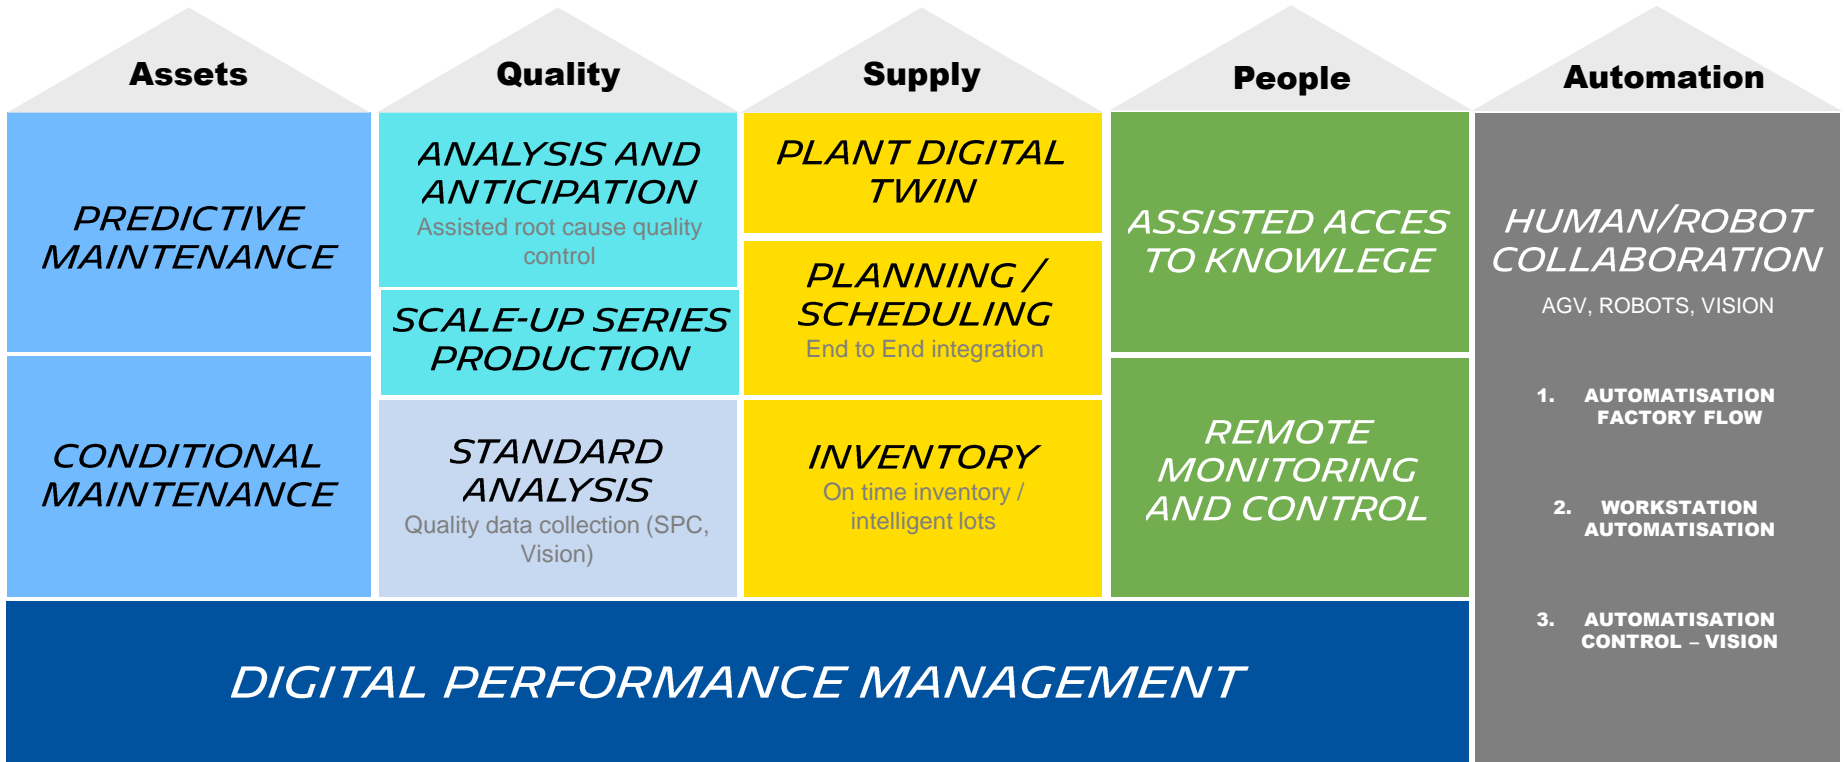 Assets
PREDICTIVE
MAINTENANCE
CONDITIONAL
MAINTENANCE
Quality
ANALYSIS AND
ANTICIPATION
Assisted root cause quality
control
SCALE-UP SERIES
PRODUCTION
STANDARD
ANALYSIS
Quality data collection (SPC,
Vision)
Supply
PLANT DIGITAL
TWIN
PLANNING /
SCHEDULING
End to End integration
INVENTORY
On time inventory /
intelligent lots
People
ASSISTED ACCES
TO KNOWLEGE
REMOTE
MONITORING
AND CONTROL
Automation
HUMAN/ROBOT
COLLABORATION
AGV, ROBOTS, VISION
1. AUTOMATISATION
FACTORY FLOW
2. WORKSTATION
AUTOMATISATION
3. AUTOMATISATION
CONTROL – VISION
DIGITAL PERFORMANCE MANAGEMENT